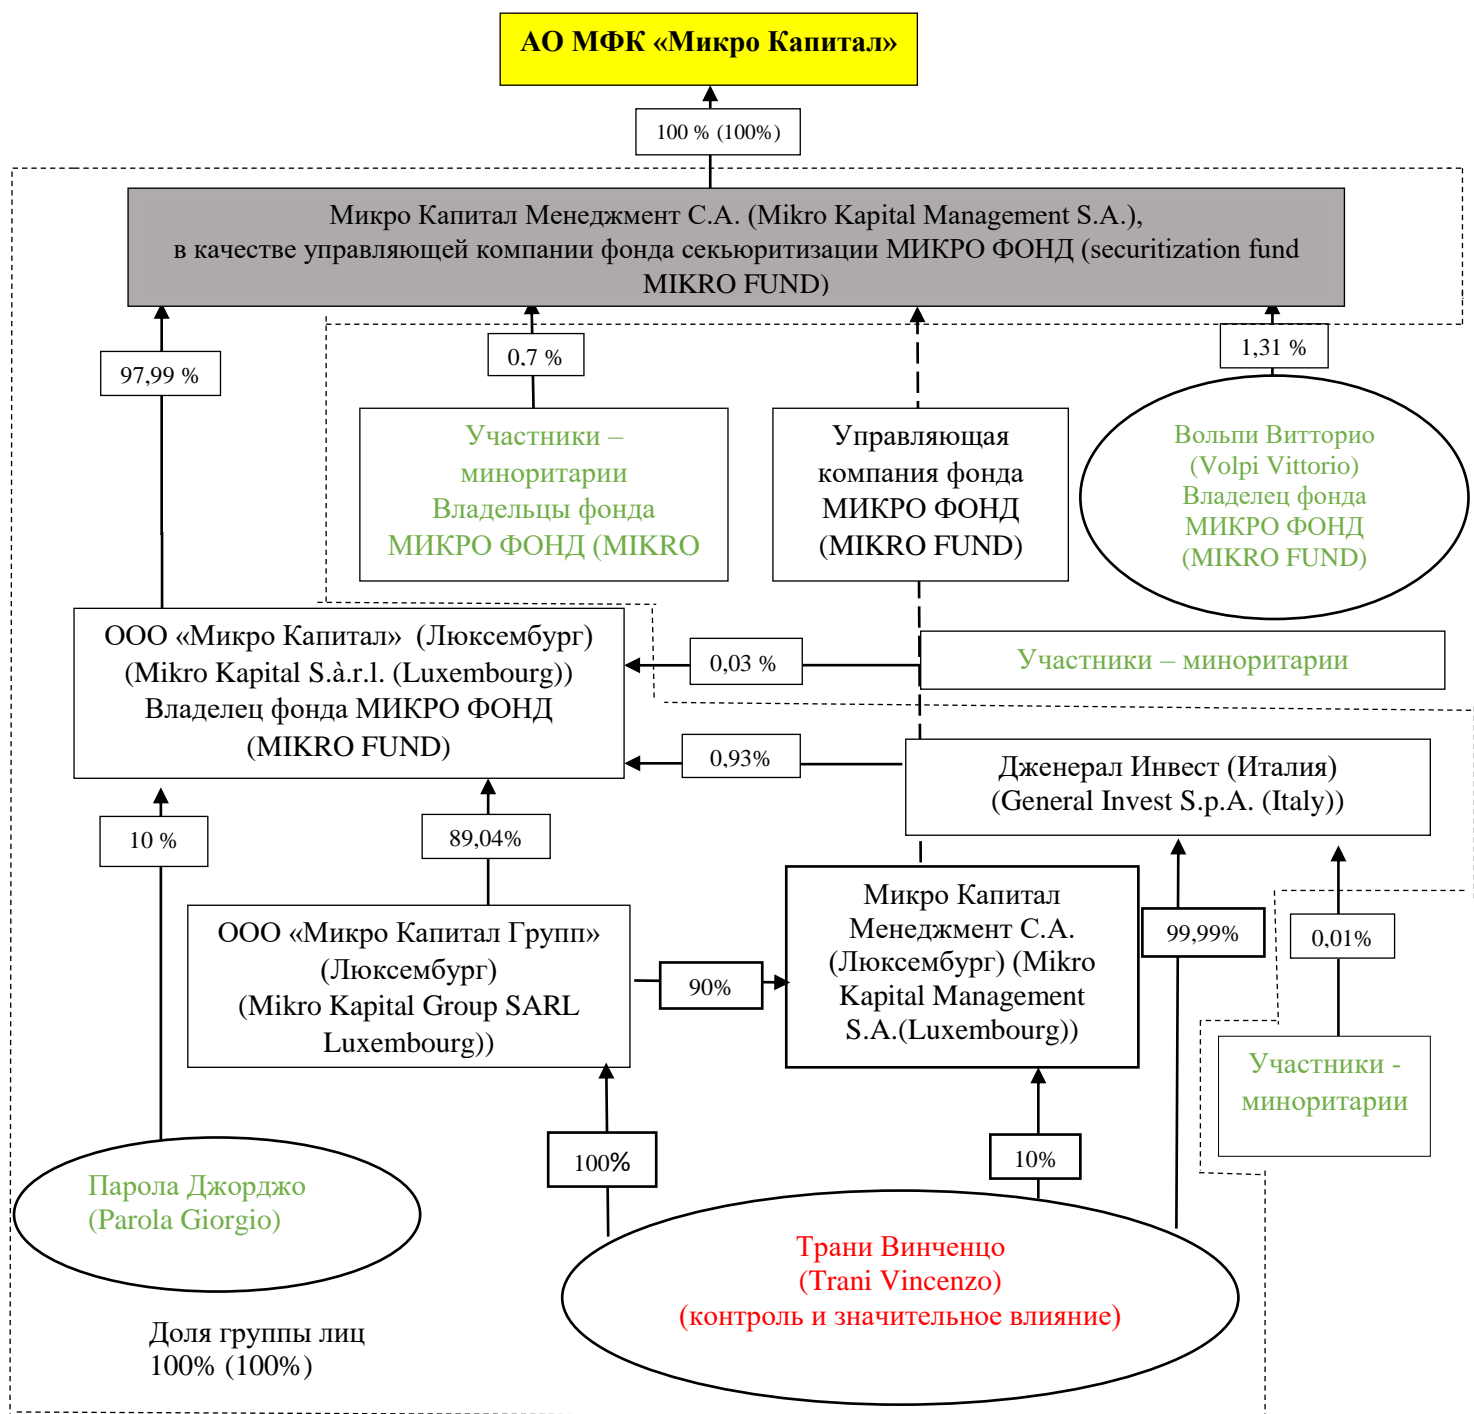 АО МФК «Микро Капитал»
100 % (100%)
Микро Капитал Менеджмент С.А. (Mikro Kapital Management S.A.),
в качестве управляющей компании фонда секьюритизации МИКРО ФОНД (securitization fund
MIKRO FUND)
97,99 %
0,7 %
1,31 %
Участники –
миноритарии
Владельцы фонда
МИКРО ФОНД (MIKRO
Управляющая
компания фонда
МИКРО ФОНД
(MIKRO FUND)
Вольпи Витторио
(Volpi Vittorio)
Владелец фонда
МИКРО ФОНД
(MIKRO FUND)
ООО «Микро Капитал» (Люксембург)
(Mikro Kapital S.à.r.l. (Luxembourg))
Владелец фонда МИКРО ФОНД
(MIKRO FUND)
0,03 %
Участники – миноритарии
0,93%
Дженерал Инвест (Италия)
(General Invest S.p.A. (Italy))
10 %
89,04%
ООО «Микро Капитал Групп»
(Люксембург)
(Mikro Kapital Group SARL
Luxembourg))
90%
Микро Капитал
Менеджмент С.А.
(Люксембург) (Mikro
Kapital Management
S.A.(Luxembourg))
99,99%
0,01%
Участники -
миноритарии
100%
10%
Парола Джорджо
(Parola Giorgio)
Трани Винченцо
(Trani Vincenzo)
(контроль и значительное влияние)
Доля группы лиц
100% (100%)